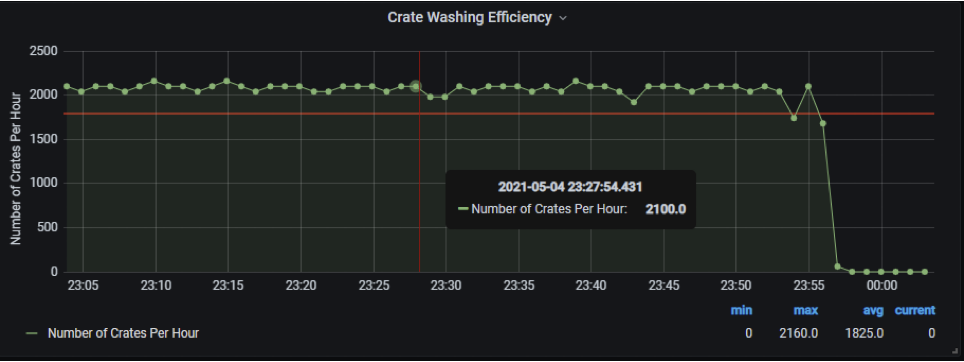 Crate Washing Efficiency
Number of Crates Per Hour
2500
2000
1500
1000
500
0
2021-05-04 23:27:54.431
Number of Crates Per Hour: 2100.0
23:05 23:10 23:15 23:20 23:25 23:30 23:35 23:40 23:45 23:50 23:55 00:00
min max avg current
Number of Crates Per Hour 0 2160.0 1825.0 0